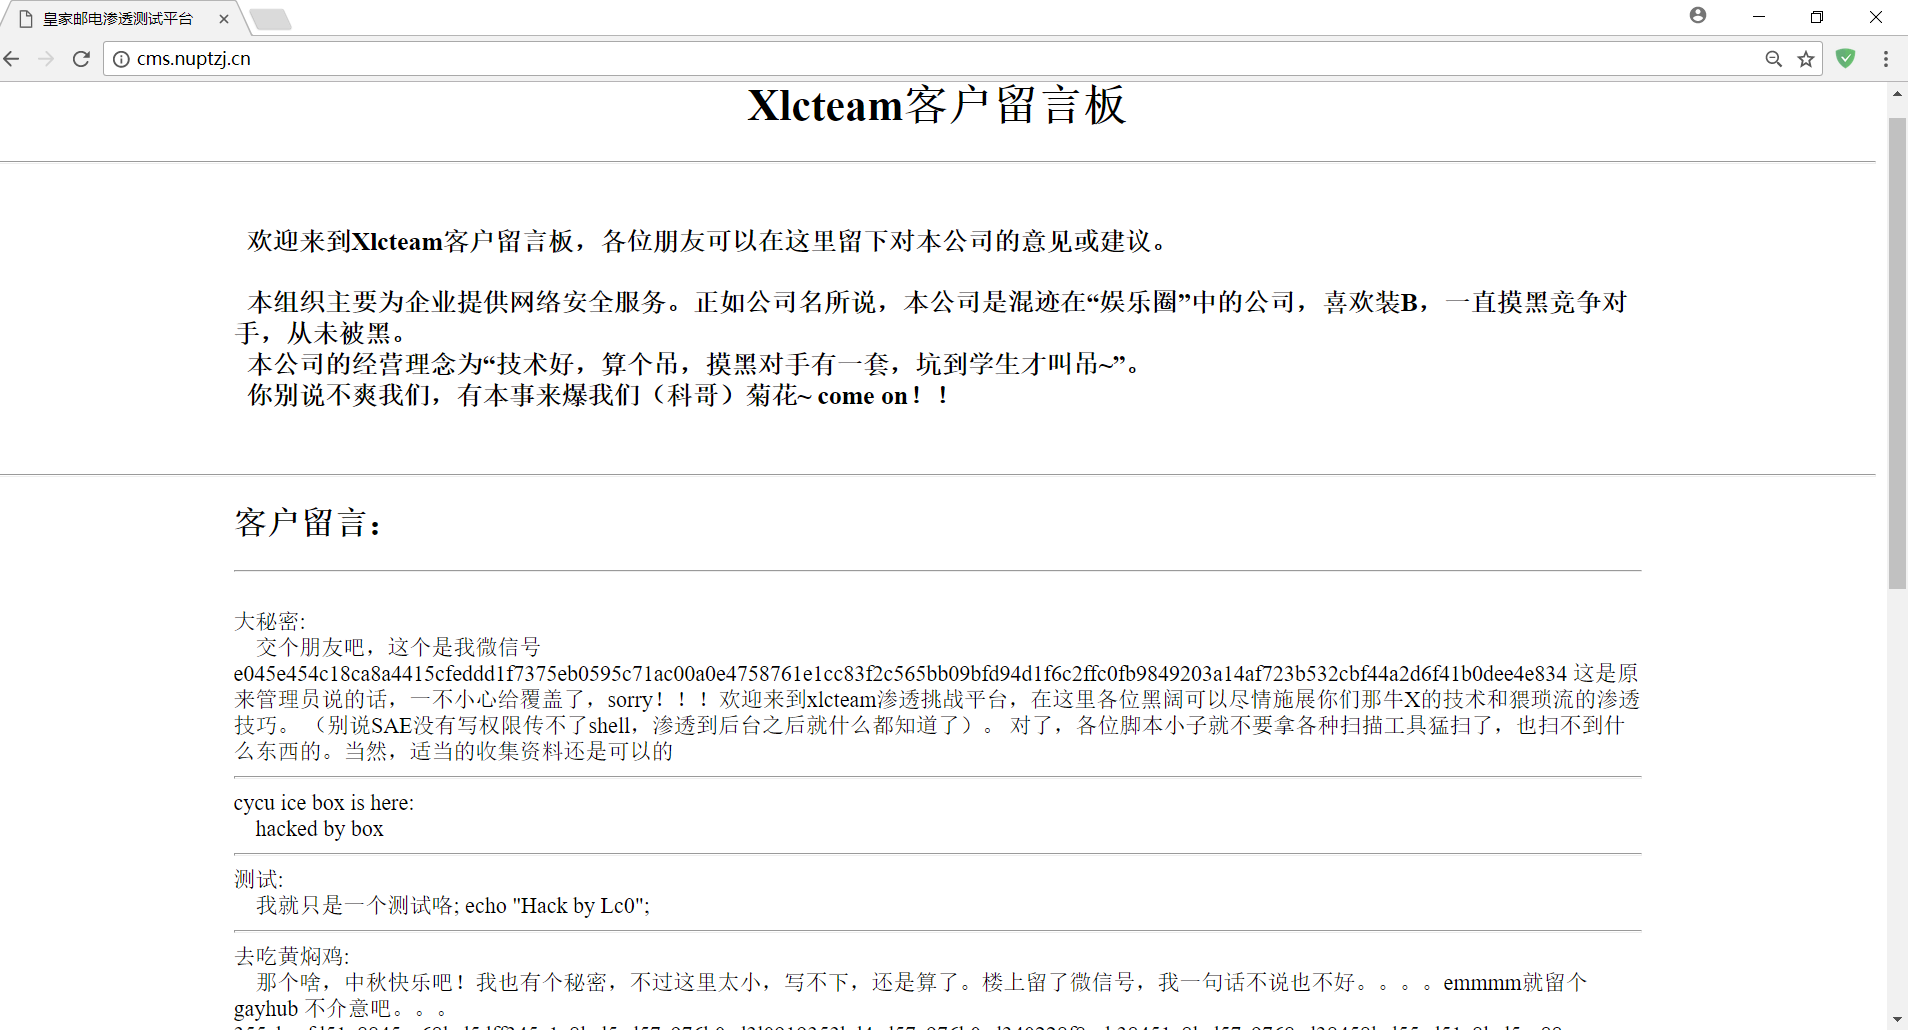 皇家邮电渗透测试平台
cms.nuptzj.cn
Xlcteam客户留言板
欢迎来到Xlcteam客户留言板，各位朋友可以在这里留下对本公司的意见或建议。
本组织主要为企业提供网络安全服务。正如公司名所说，本公司是混迹在“娱乐圈”中的公司，喜欢装B，一直摸黑竞争对
手，从未被黑。
本公司的经营理念为“技术好，算个吊，摸黑对手有一套，坑到学生才叫吊~”。
你别说不爽我们，有本事来爆我们（科哥）菊花~ come on！！
客户留言：
大秘密:
交个朋友吧，这个是我微信号
e045e454c18ca8a4415cfeddd1f7375eb0595c71ac00a0e4758761e1cc83f2c565bb09bfd94d1f6c2ffc0fb9849203a14af723b532cbf44a2d6f41b0dee4e834 这是原
来管理员说的话，一不小心给覆盖了，sorry！！！欢迎来到xlcteam渗透挑战平台，在这里各位黑阔可以尽情施展你们那牛X的技术和猥琐流的渗透
技巧。 （别说SAE没有写权限传不了shell，渗透到后台之后就什么都知道了）。 对了，各位脚本小子就不要拿各种扫描工具猛扫了，也扫不到什
么东西的。当然，适当的收集资料还是可以的
cycu ice box is here:
hacked by box
测试:
我就只是一个测试咯; echo "Hack by Lc0";
去吃黄焖鸡:
那个啥，中秋快乐吧！我也有个秘密，不过这里太小，写不下，还是算了。楼上留了微信号，我一句话不说也不好。。。。emmmm就留个
gayhub 不介意吧。。。